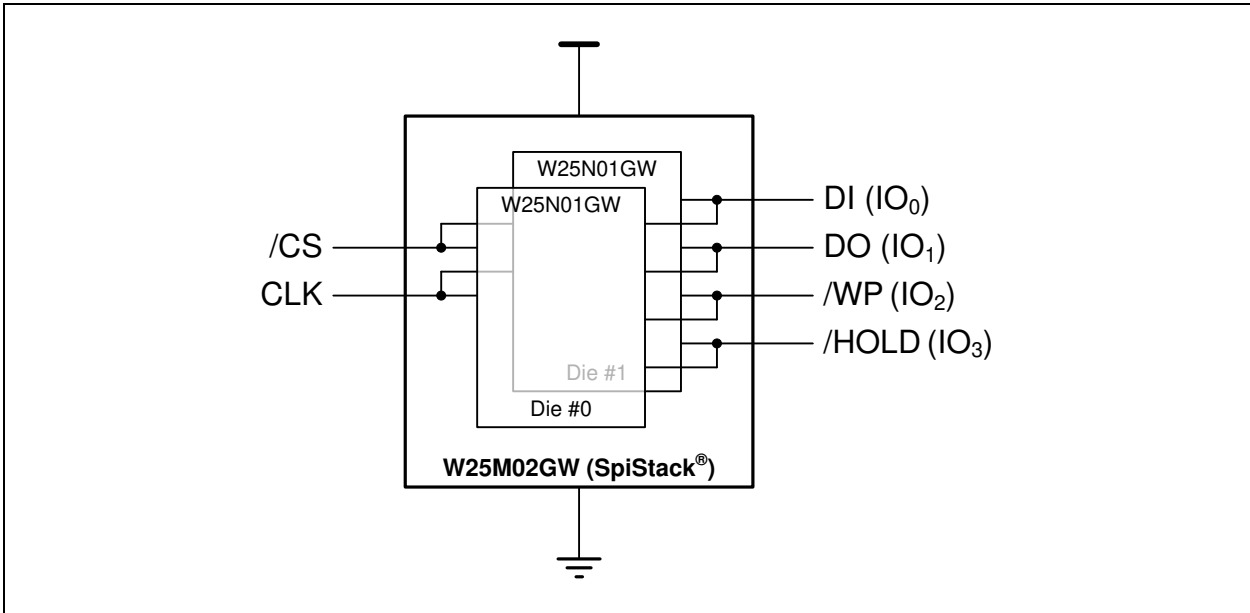 W25N01GW
W25N01GW
DI (IO₀)
/CS
DO (IO₁)
CLK
/WP (IO₂)
/HOLD (IO₃)
Die #1
Die #0
W25M02GW (SpiStack®)